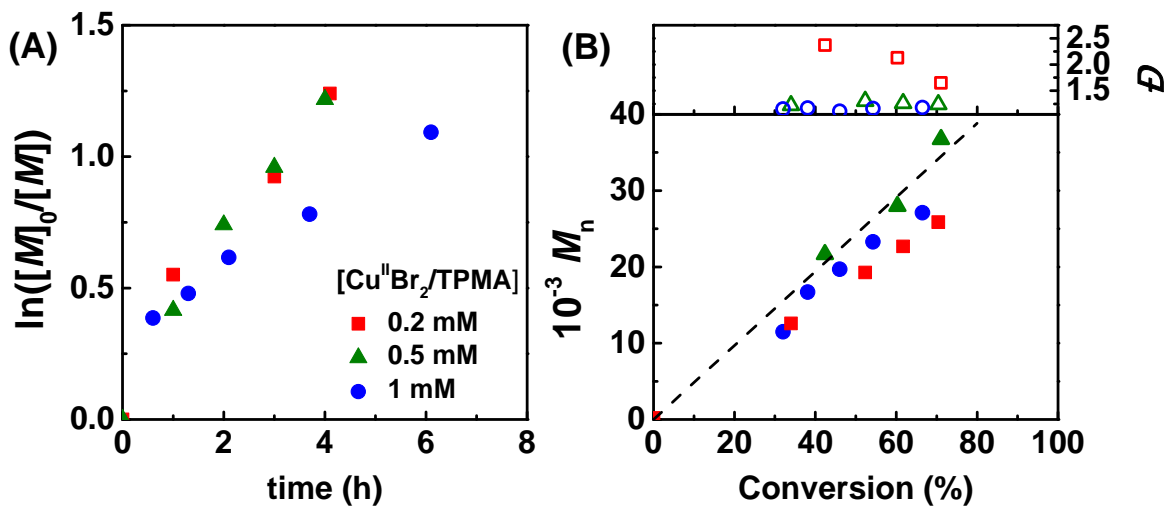 (A)
ln([M]0/[M])
1.5
1.0
0.5
0.0
0 2 4 6 8
time (h)
[CuIIBr2/TPMA]
0.2 mM
0.5 mM
1 mM
(B)
2.5
2.0
1.5
Đ
10-3 Mn
40
30
20
10
0
0 20 40 60 80 100
Conversion (%)